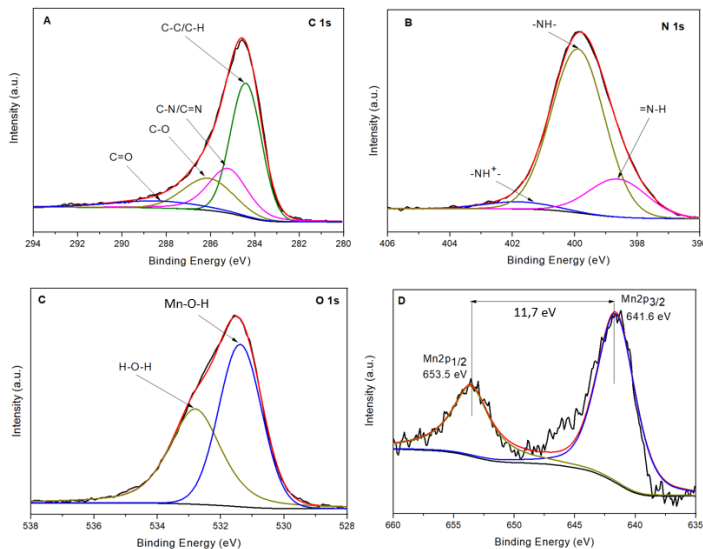 A
C 1s
C-C/C-H
C-N/C=N
C-O
C=O
Intensity (a.u.)
294 292 290 288 286 284 282 280
Binding Energy (eV)
B
N 1s
-NH-
=N-H
-NH⁺-
Intensity (a.u.)
406 404 402 400 398 396 390
Binding Energy (eV)
C
O 1s
Mn-O-H
H-O-H
Intensity (a.u.)
538 536 534 532 530 528
Binding Energy (eV)
D
Mn2p3/2
641.6 eV
11,7 eV
Mn2p1/2
653.5 eV
Intensity (a.u.)
660 655 650 645 640 635
Binding Energy (eV)